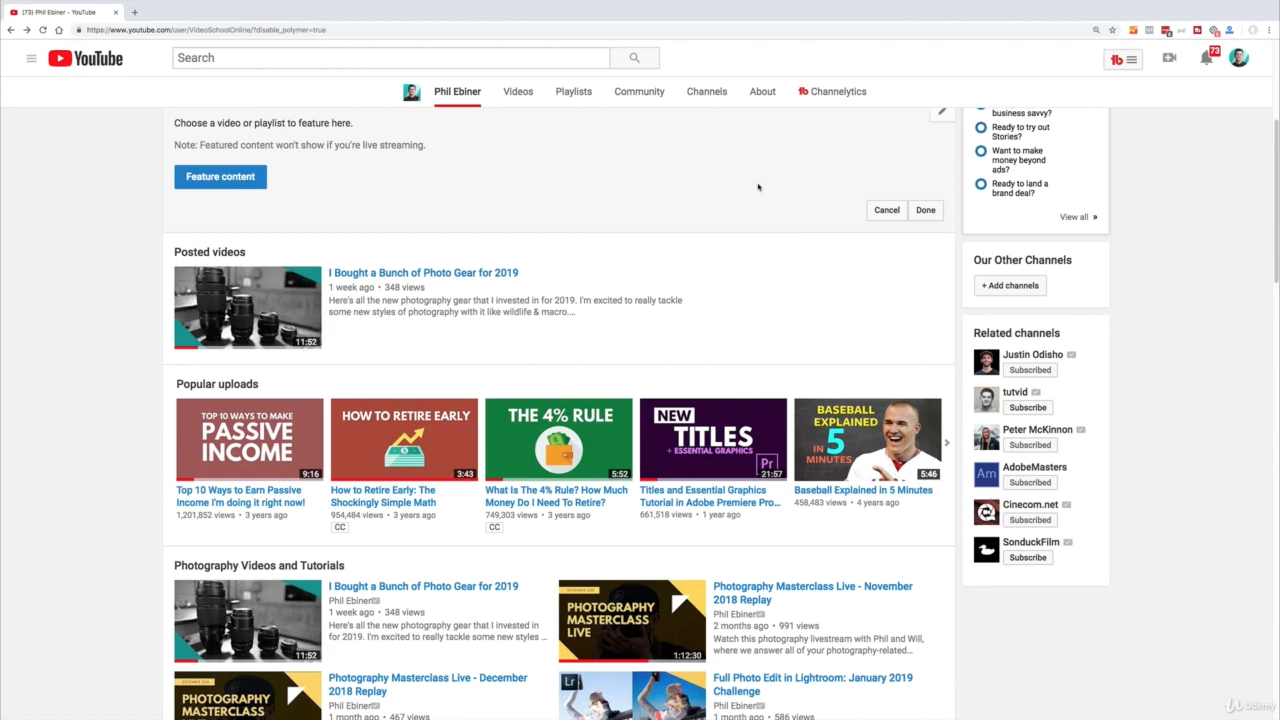 (73) Phil Ebiner - YouTube
https://www.youtube.com/user/VideoSchoolOnline/?disable_polymer=true
YouTube
Search
73
Phil Ebiner
Videos
Playlists
Community
Channels
About
Channelytics
Choose a video or playlist to feature here.
Note: Featured content won't show if you're live streaming.
Feature content
Cancel
Done
business savvy?
Ready to try out
Stories?
Want to make
money beyond
ads?
Ready to land a
brand deal?
View all »
Posted videos
11:52
I Bought a Bunch of Photo Gear for 2019
1 week ago • 348 views
Here's all the new photography gear that I invested in for 2019. I'm excited to really tackle
some new styles of photography with it like wildlife & macro....
Our Other Channels
+ Add channels
Related channels
Justin Odisho
Subscribed
tutvid
Subscribe
Peter McKinnon
Subscribed
Am
AdobeMasters
Subscribed
Cinecom.net
Subscribed
SonduckFilm
Subscribe
Popular uploads
TOP 10 WAYS TO MAKE
PASSIVE
INCOME
9:16
Top 10 Ways to Earn Passive
Income I'm doing it right now!
1,201,852 views • 3 years ago
HOW TO RETIRE EARLY
3:43
How to Retire Early: The
Shockingly Simple Math
954,484 views • 3 years ago
CC
THE 4% RULE
5:52
What Is The 4% Rule? How Much
Money Do I Need To Retire?
749,303 views • 3 years ago
CC
NEW
TITLES
+ ESSENTIAL GRAPHICS
Pr
21:57
Titles and Essential Graphics
Tutorial in Adobe Premiere Pro...
661,518 views • 1 year ago
BASEBALL
EXPLAINED
IN 5
MINUTES
5:46
Baseball Explained in 5 Minutes
458,483 views • 4 years ago
Photography Videos and Tutorials
11:52
I Bought a Bunch of Photo Gear for 2019
Phil Ebiner
1 week ago • 348 views
Here's all the new photography gear that I invested in
for 2019. I'm excited to really tackle some new styles ...
PHOTOGRAPHY
MASTERCLASS
LIVE
1:12:30
Photography Masterclass Live - November
2018 Replay
Phil Ebiner
2 months ago • 991 views
Watch this photography livestream with Phil and Will,
where we answer all of your photography-related...
PHOTOGRAPHY
MASTERCLASS
Photography Masterclass Live - December
2018 Replay
Phil Ebiner
1 month ago • 467 views
Lr
Full Photo Edit in Lightroom: January 2019
Challenge
Phil Ebiner
1 month ago • 586 views
Udemy